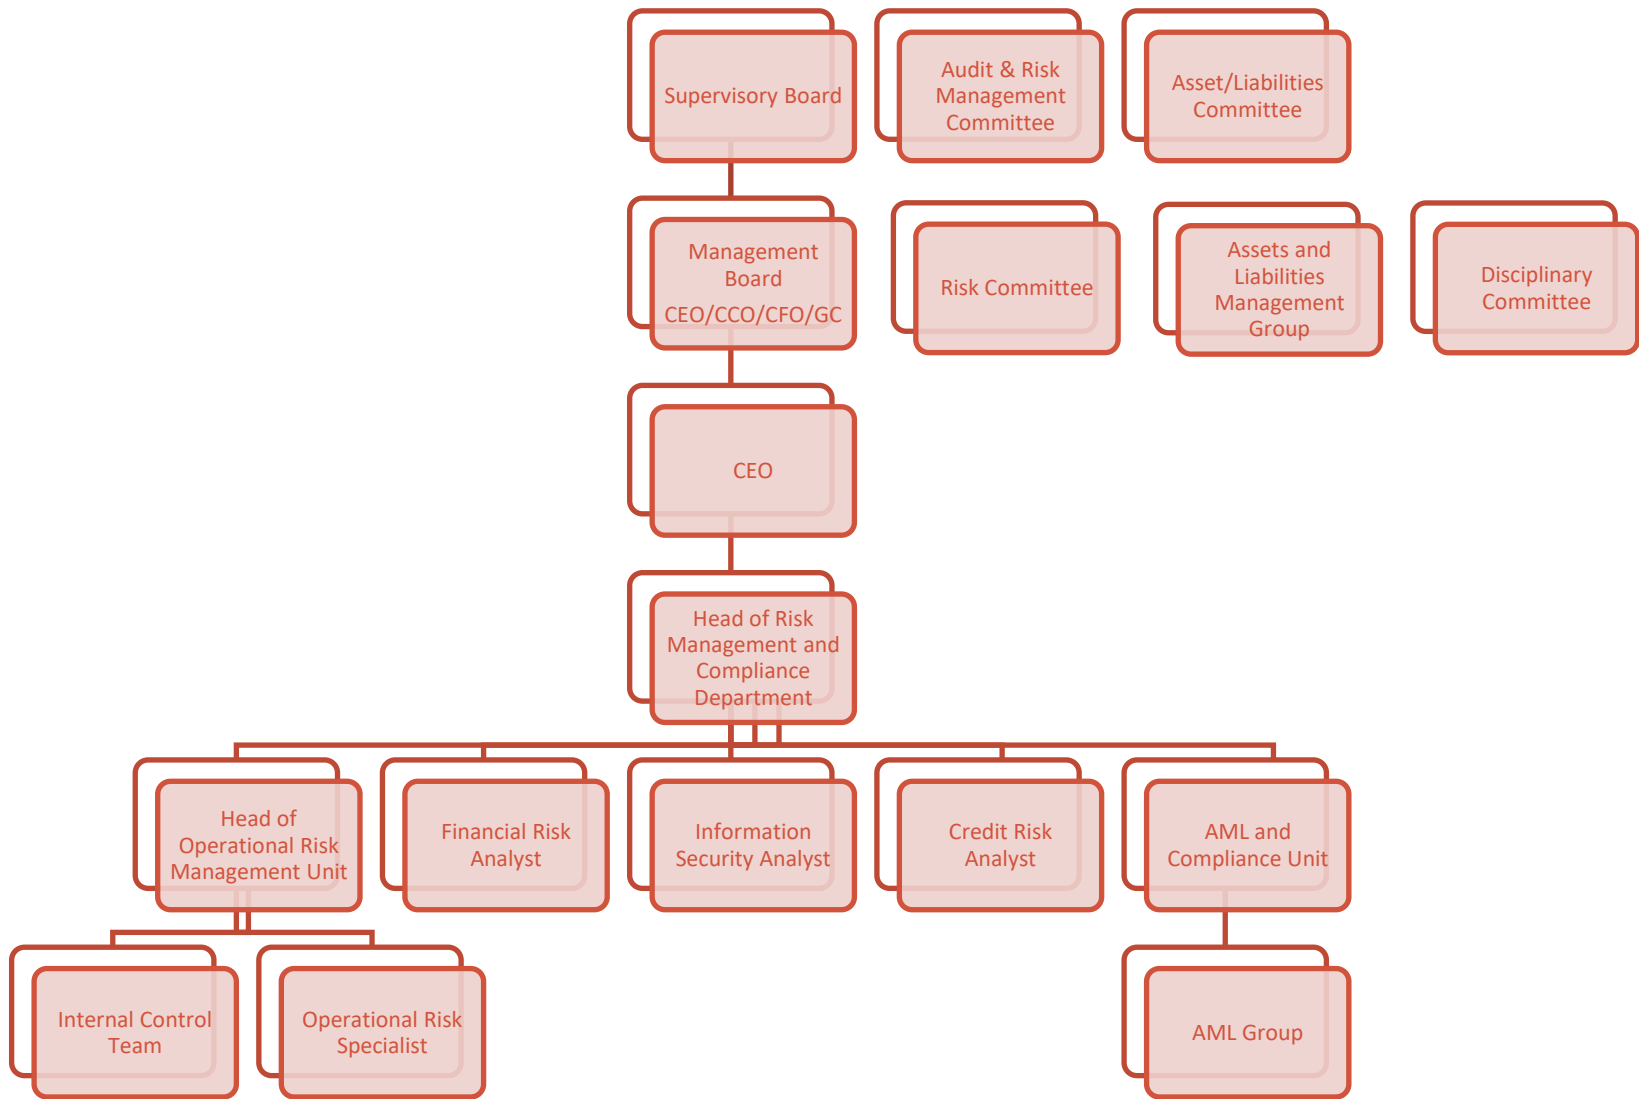 Supervisory Board
Audit & Risk
Management
Committee
Asset/Liabilities
Committee
Management
Board
CEO/CCO/CFO/GC
Risk Committee
Assets and
Liabilities
Management
Group
Disciplinary
Committee
CEO
Head of Risk
Management and
Compliance
Department
Head of
Operational Risk
Management Unit
Financial Risk
Analyst
Information
Security Analyst
Credit Risk
Analyst
AML and
Compliance Unit
Internal Control
Team
Operational Risk
Specialist
AML Group